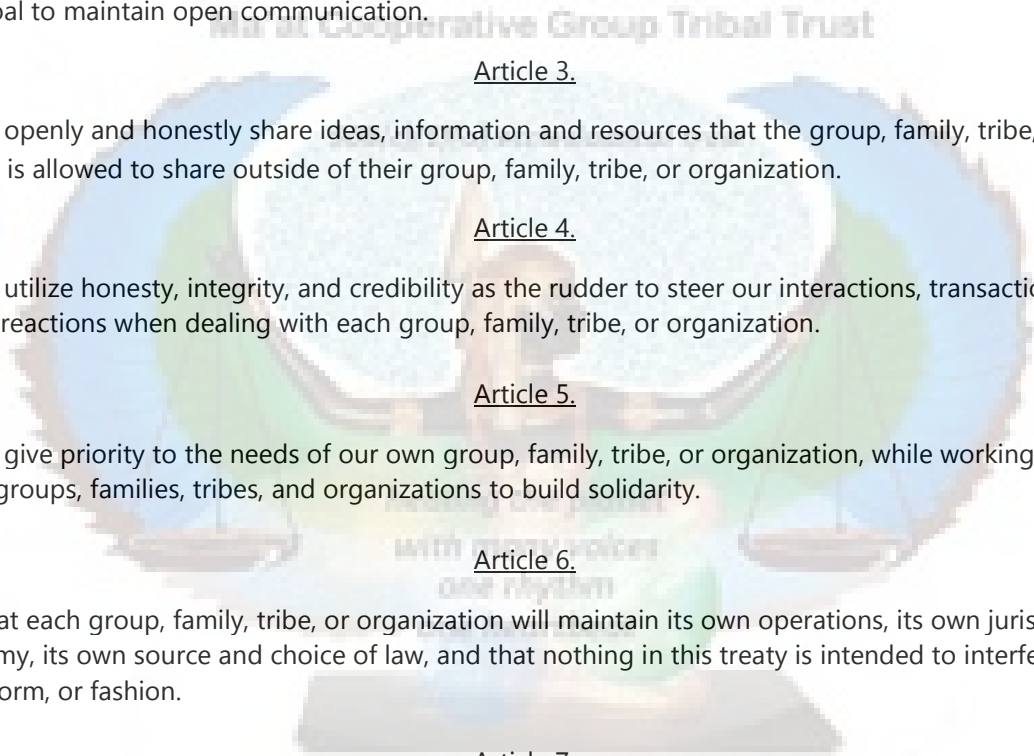 bal to maintain open communication.
Ma'at Cooperative Group Tribal Trust
Article 3.
openly and honestly share ideas, information and resources that the group, family, tribe,
is allowed to share outside of their group, family, tribe, or organization.
Article 4.
utilize honesty, integrity, and credibility as the rudder to steer our interactions, transactio
reactions when dealing with each group, family, tribe, or organization.
Article 5.
give priority to the needs of our own group, family, tribe, or organization, while working
groups, families, tribes, and organizations to build solidarity.
with many voices
Article 6.
one rhythm
at each group, family, tribe, or organization will maintain its own operations, its own juris
my, its own source and choice of law, and that nothing in this treaty is intended to interfe
orm, or fashion.
Article 7